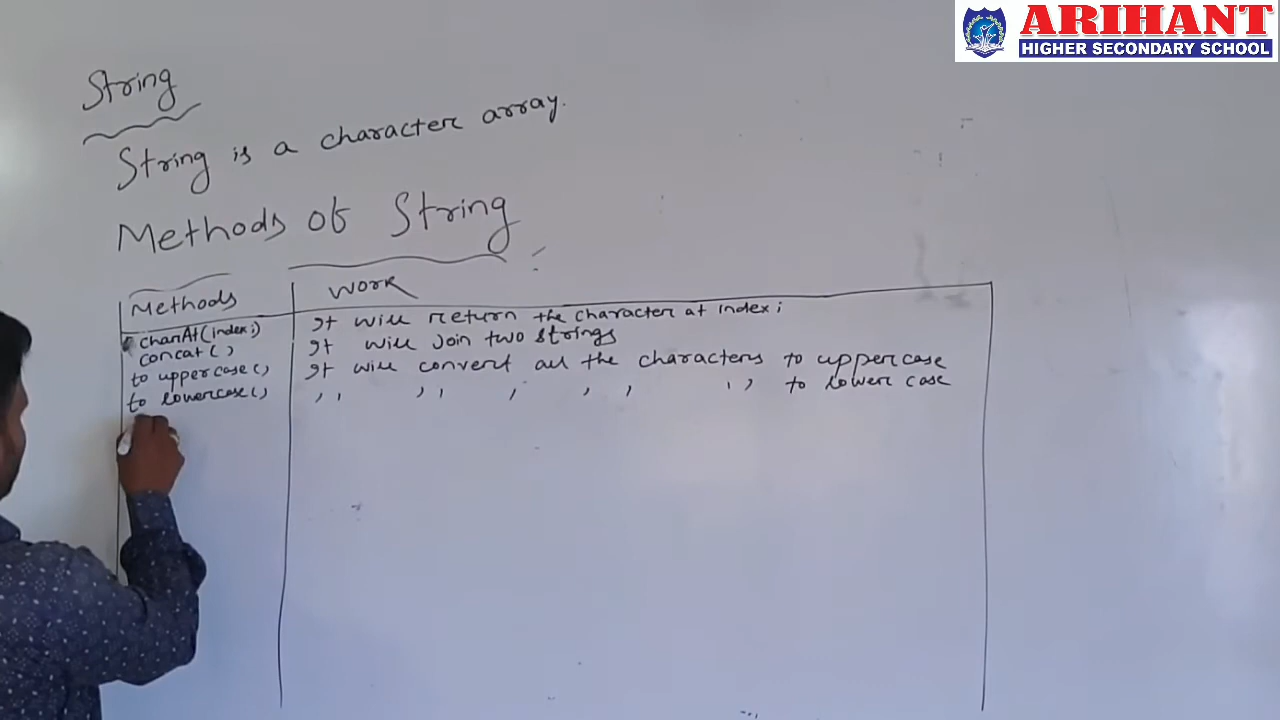 ARIHANT
HIGHER SECONDARY SCHOOL
String
String is a character array.
Methods of String
Methods Work
charAt(index;) It will return the character at index;
concat() It will join two strings
to uppercase() It will convert all the characters to uppercase
to lowercase() ,, ,, , , , ,, to lower case